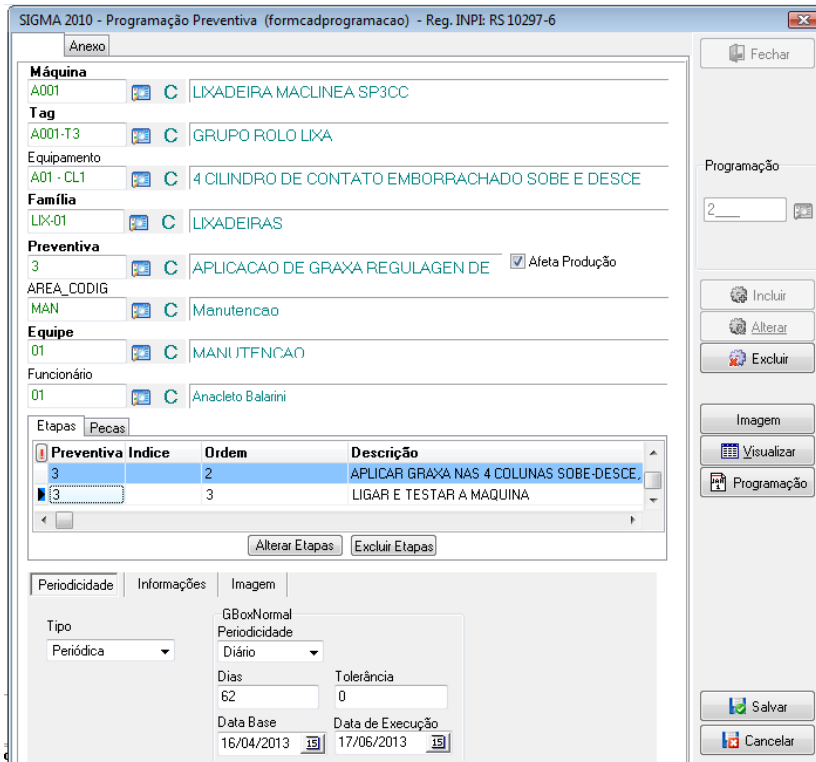 SIGMA 2010 - Programação Preventiva (formcadprogramacao) - Reg. INPI: RS 10297-6
Anexo
Fechar
Máquina
A001 C LIXADEIRA MACLINEA SP3CC
Tag
A001-T3 C GRUPO ROLO LIXA
Equipamento
A01 - CL1 C 4 CILINDRO DE CONTATO EMBORRACHADO SOBE E DESCE
Programação
2___
Família
LIX-01 C LIXADEIRAS
Preventiva
3 C APLICACAO DE GRAXA REGULAGEN DE Afeta Produção
AREA_CODIG
MAN C Manutencao
Incluir
Alterar
Excluir
Equipe
01 C MANUTENCAO
Funcionário
01 C Anacleto Balarini
Etapas Pecas
Imagem
Visualizar
Programação
Preventiva Indice Ordem Descrição
3 2 APLICAR GRAXA NAS 4 COLUNAS SOBE-DESCE,
3 3 LIGAR E TESTAR A MAQUINA
Alterar Etapas Excluir Etapas
Periodicidade Informações Imagem
Tipo
Periódica
GBoxNormal
Periodicidade
Diário
Dias Tolerância
62 0
Data Base Data de Execução
16/04/2013 15 17/06/2013 15
Salvar
Cancelar